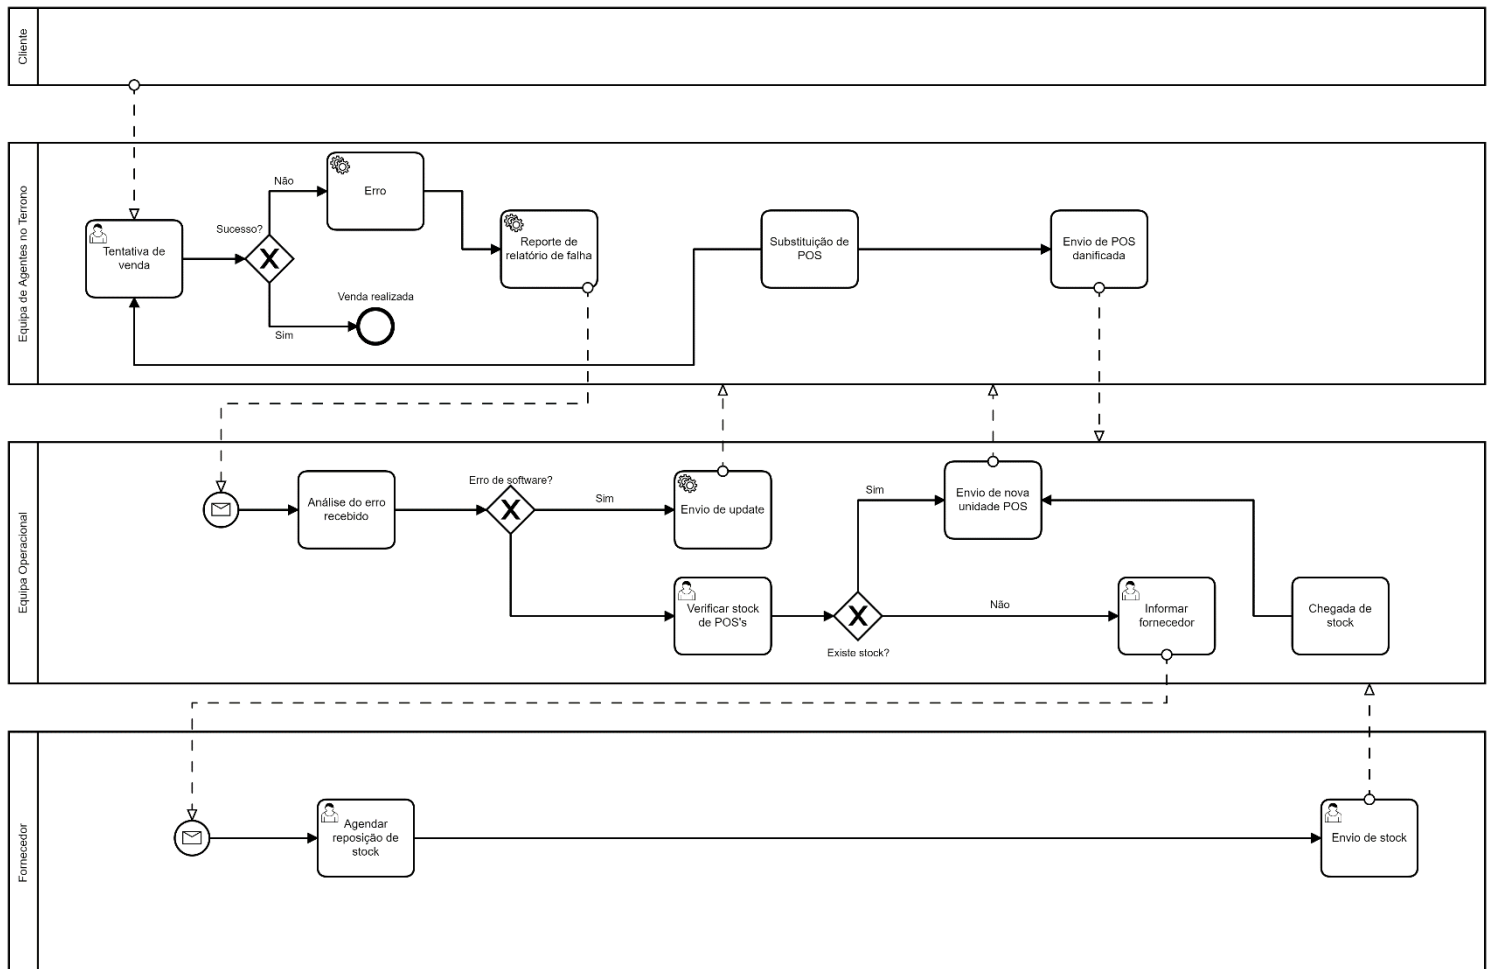 Cliente
Equipa de Agentes no Terrono
Tentativa de
venda
Sucesso?
Não
Erro
Sim
Venda realizada
Reporte de
relatório de falha
Substituição de
POS
Envio de POS
danificada
Equipa Operacional
Análise do erro
recebido
Erro de software?
Sim
Envio de update
Verificar stock
de POS's
Existe stock?
Sim
Envio de nova
unidade POS
Não
Informar
fornecedor
Chegada de
stock
Fornecedor
Agendar
reposição de
stock
Envio de stock